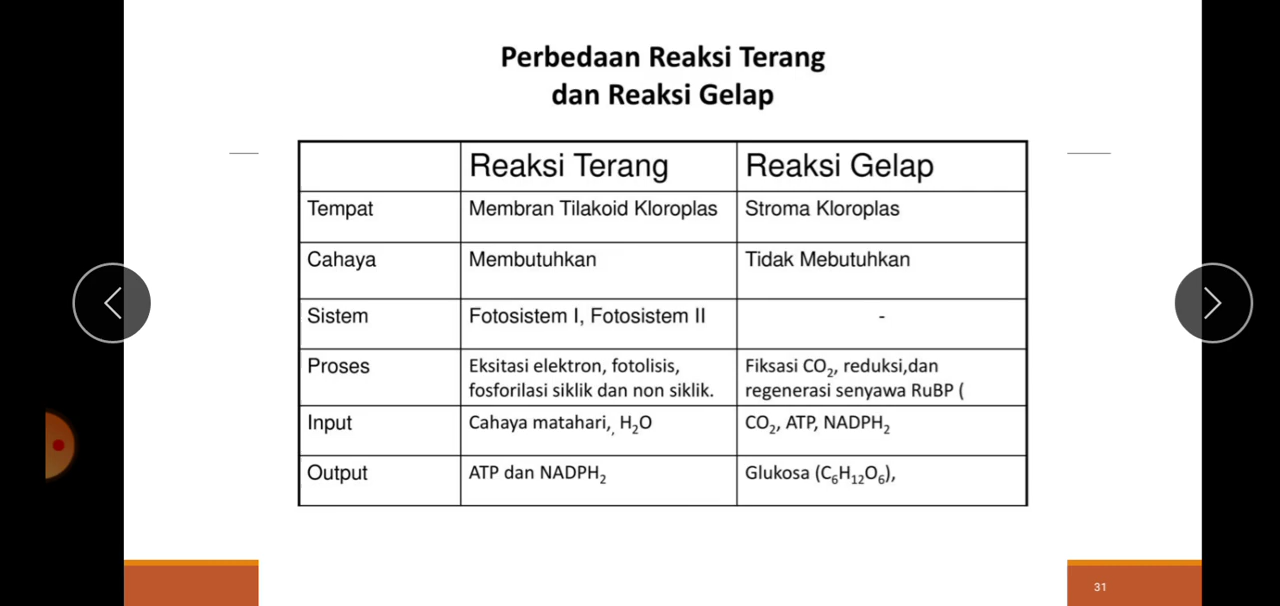 Perbedaan Reaksi Terang
dan Reaksi Gelap
Reaksi Terang Reaksi Gelap
Tempat Membran Tilakoid Kloroplas Stroma Kloroplas
Cahaya Membutuhkan Tidak Mebutuhkan
Sistem Fotosistem I, Fotosistem II -
Proses Eksitasi elektron, fotolisis, Fiksasi CO₂, reduksi,dan
fosforilasi siklik dan non siklik. regenerasi senyawa RuBP (
Input Cahaya matahari,, H₂O CO₂, ATP, NADPH₂
Output ATP dan NADPH₂ Glukosa (C₆H₁₂O₆),
31